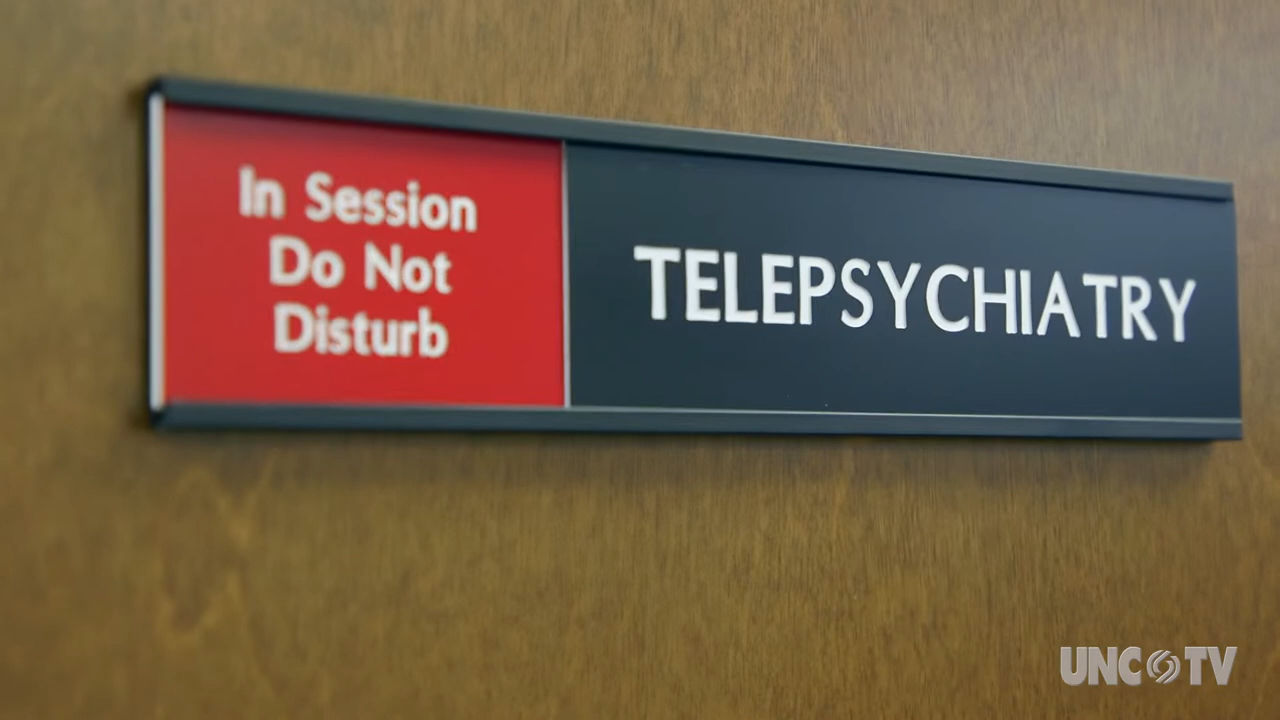 In Session
Do Not
Disturb
TELEPSYCHIATRY
UNC TV